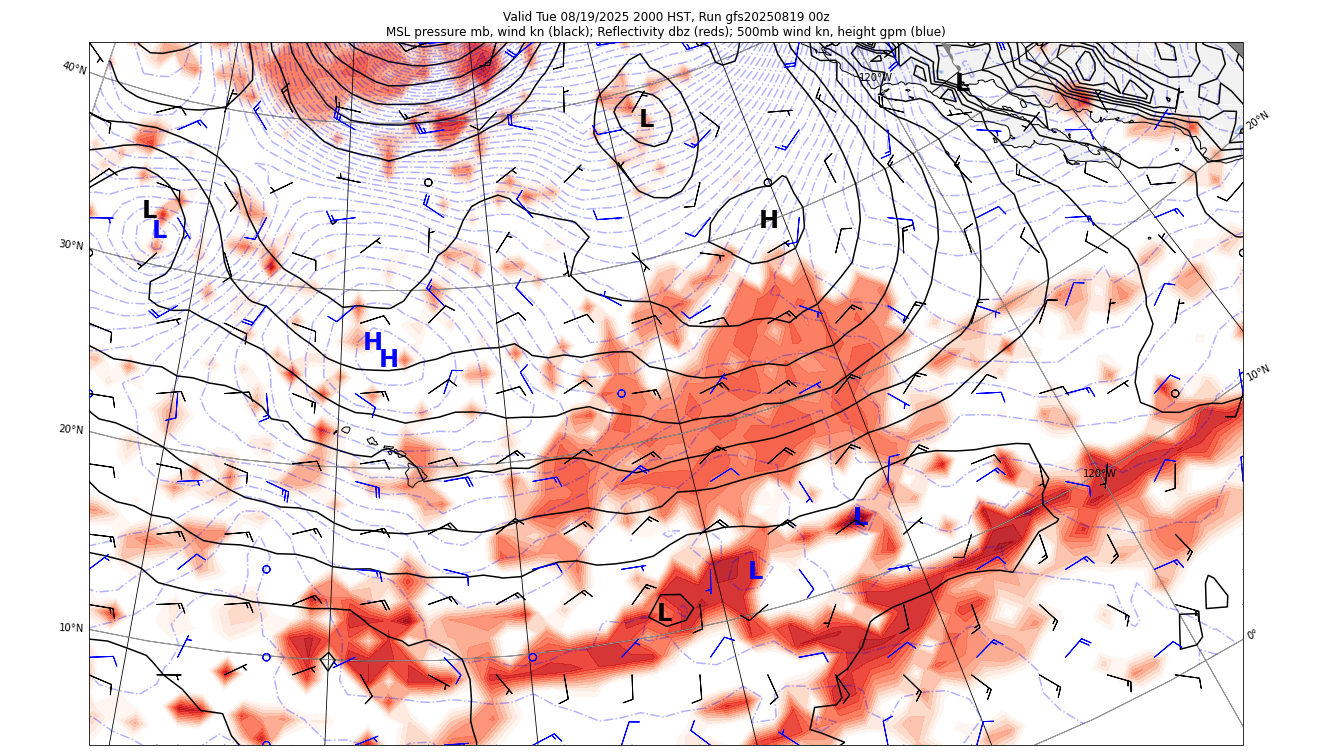 Valid Tue 08/19/2025 2000 HST, Run gfs20250819 00z
MSL pressure mb, wind kn (black); Reflectivity dbz (reds); 500mb wind kn, height gpm (blue)
40°N
120°W
L
L
20°N
L
L
H
30°N
H
H
10°N
20°N
120°W
L
L
L
10°N
0°